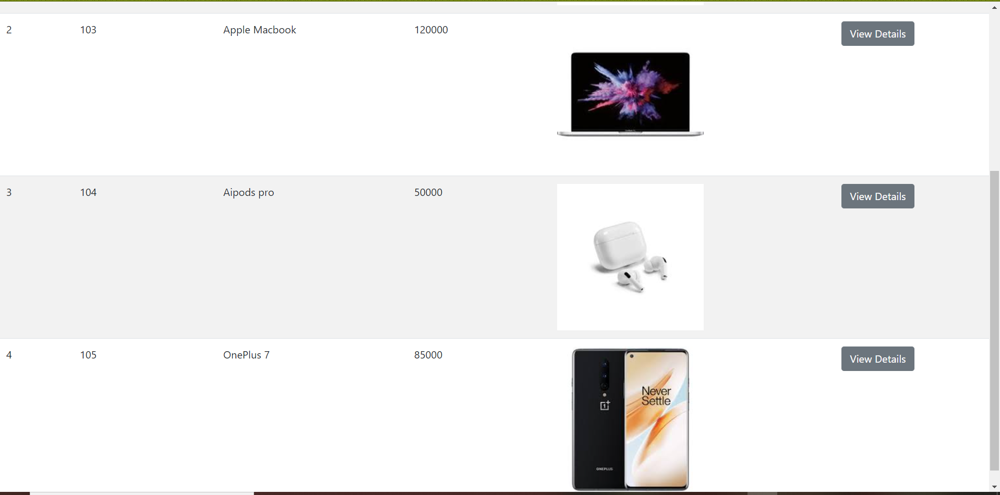 2 103 Apple Macbook 120000 View Details
3 104 Aipods pro 50000 View Details
4 105 OnePlus 7 85000 View Details
Never
Settle
ONEPLUS